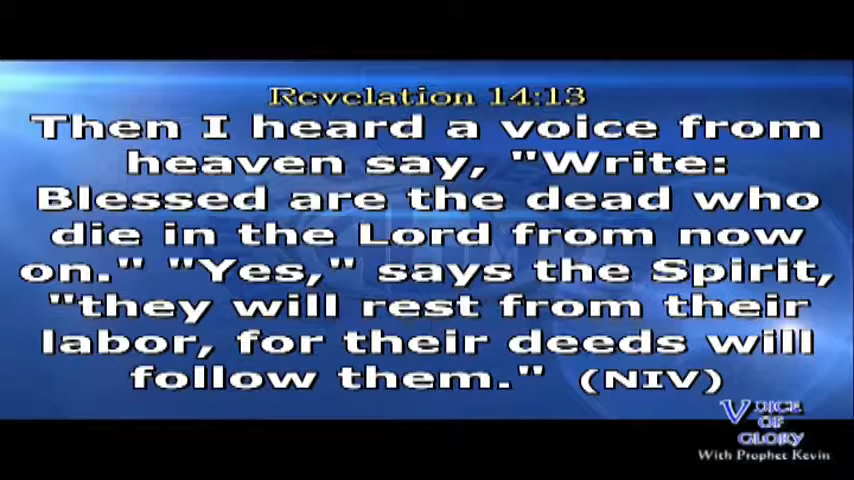 Revelation 14:13
Then I heard a voice from
heaven say, "Write:
Blessed are the dead who
die in the Lord from now
on." "Yes," says the Spirit,
"they will rest from their
labor, for their deeds will
follow them." (NIV)
VOICE
OF
GLORY
With Prophet Kevin